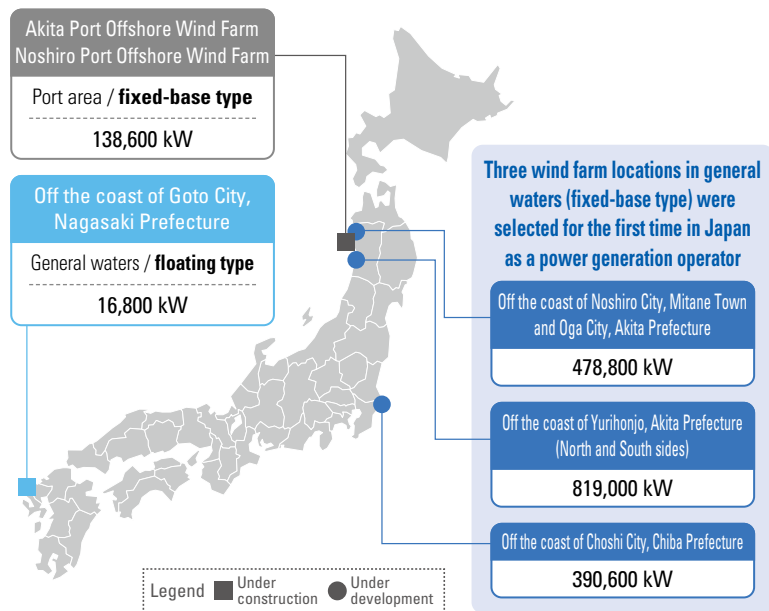 Akita Port Offshore Wind Farm
Noshiro Port Offshore Wind Farm
Port area / fixed-base type
138,600 kW
Off the coast of Goto City,
Nagasaki Prefecture
General waters / floating type
16,800 kW
Three wind farm locations in general
waters (fixed-base type) were
selected for the first time in Japan
as a power generation operator
Off the coast of Noshiro City, Mitane Town
and Oga City, Akita Prefecture
478,800 kW
Off the coast of Yurihonjo, Akita Prefecture
(North and South sides)
819,000 kW
Off the coast of Choshi City, Chiba Prefecture
390,600 kW
Legend
Under
construction
Under
development